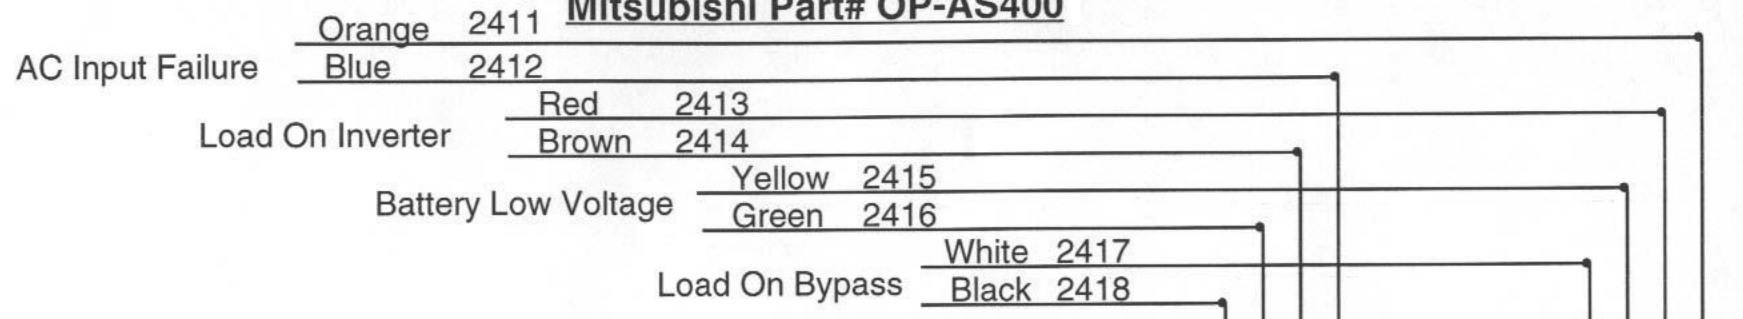 Mitsubishi Part# OP-AS400
Orange 2411
AC Input Failure Blue 2412
Red 2413
Load On Inverter
Brown 2414
Yellow 2415
Battery Low Voltage
Green 2416
White 2417
Load On Bypass Black 2418